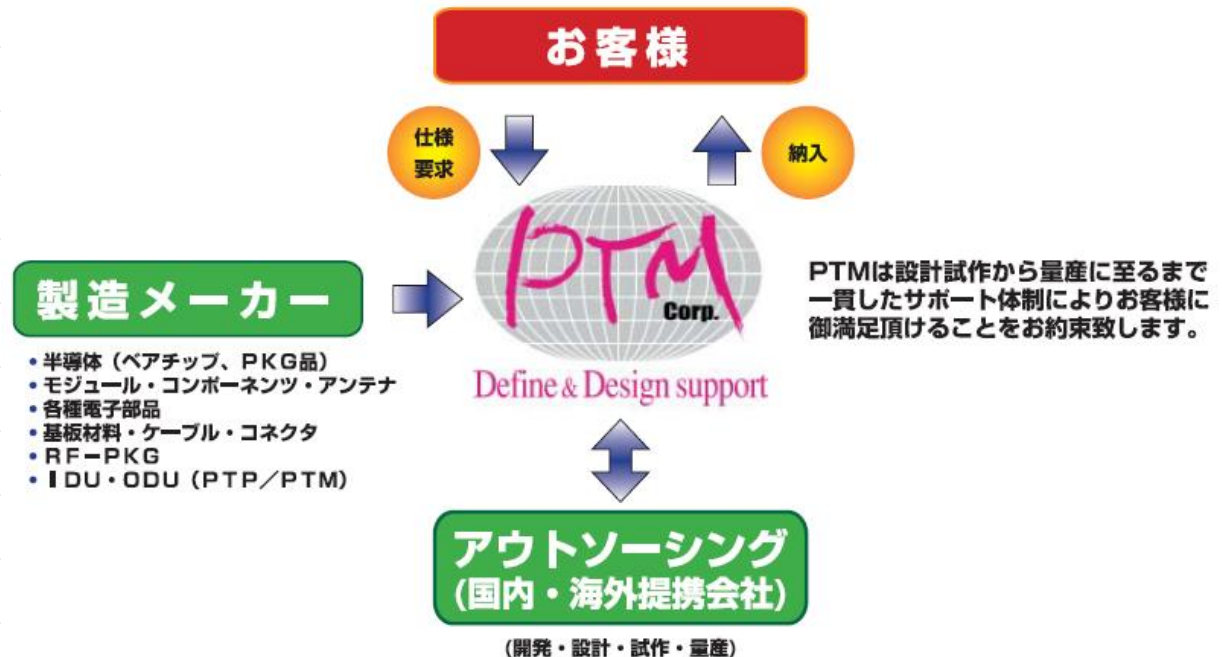 お客様
仕様
要求
納入
PTM
Corp.
Define & Design support
製造メーカー
• 半導体（ベアチップ、ＰＫＧ品）
• モジュール・コンポーネンツ・アンテナ
• 各種電子部品
• 基板材料・ケーブル・コネクタ
• ＲＦ－ＰＫＧ
• ＩＤＵ・ＯＤＵ（ＰＴＰ／ＰＴＭ）
PTMは設計試作から量産に至るまで
一貫したサポート体制によりお客様に
御満足頂けることをお約束致します。
アウトソーシング
(国内・海外提携会社)
(開発・設計・試作・量産)